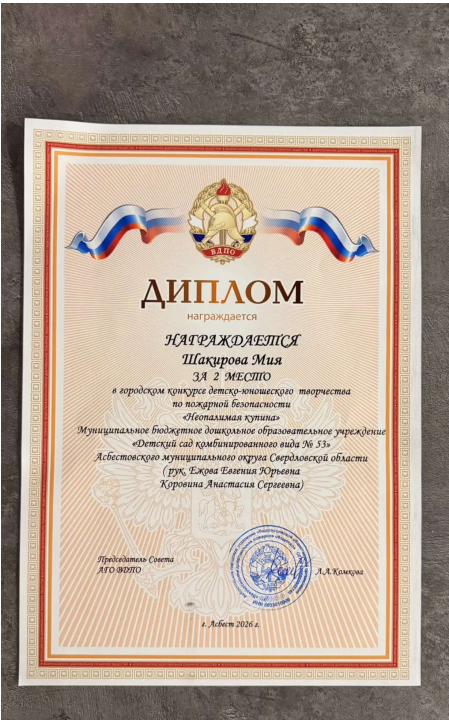 ВДПО
ДИПЛОМ
награждается
НАГРАЖДАЕТСЯ
Шакирова Мия
ЗА 2 МЕСТО
в городском конкурсе детско-юношеского творчества
по пожарной безопасности
«Неопалимая купина»
Муниципальное бюджетное дошкольное образовательное учреждение
«Детский сад комбинированного вида № 53»
Асбестовского муниципального округа Свердловской области
( рук. Ежова Евгения Юрьевна
Коровина Анастасия Сергеевна)
Председатель Совета
АГО ВДПО
Л.А.Комкова
г. Асбест 2026 г.